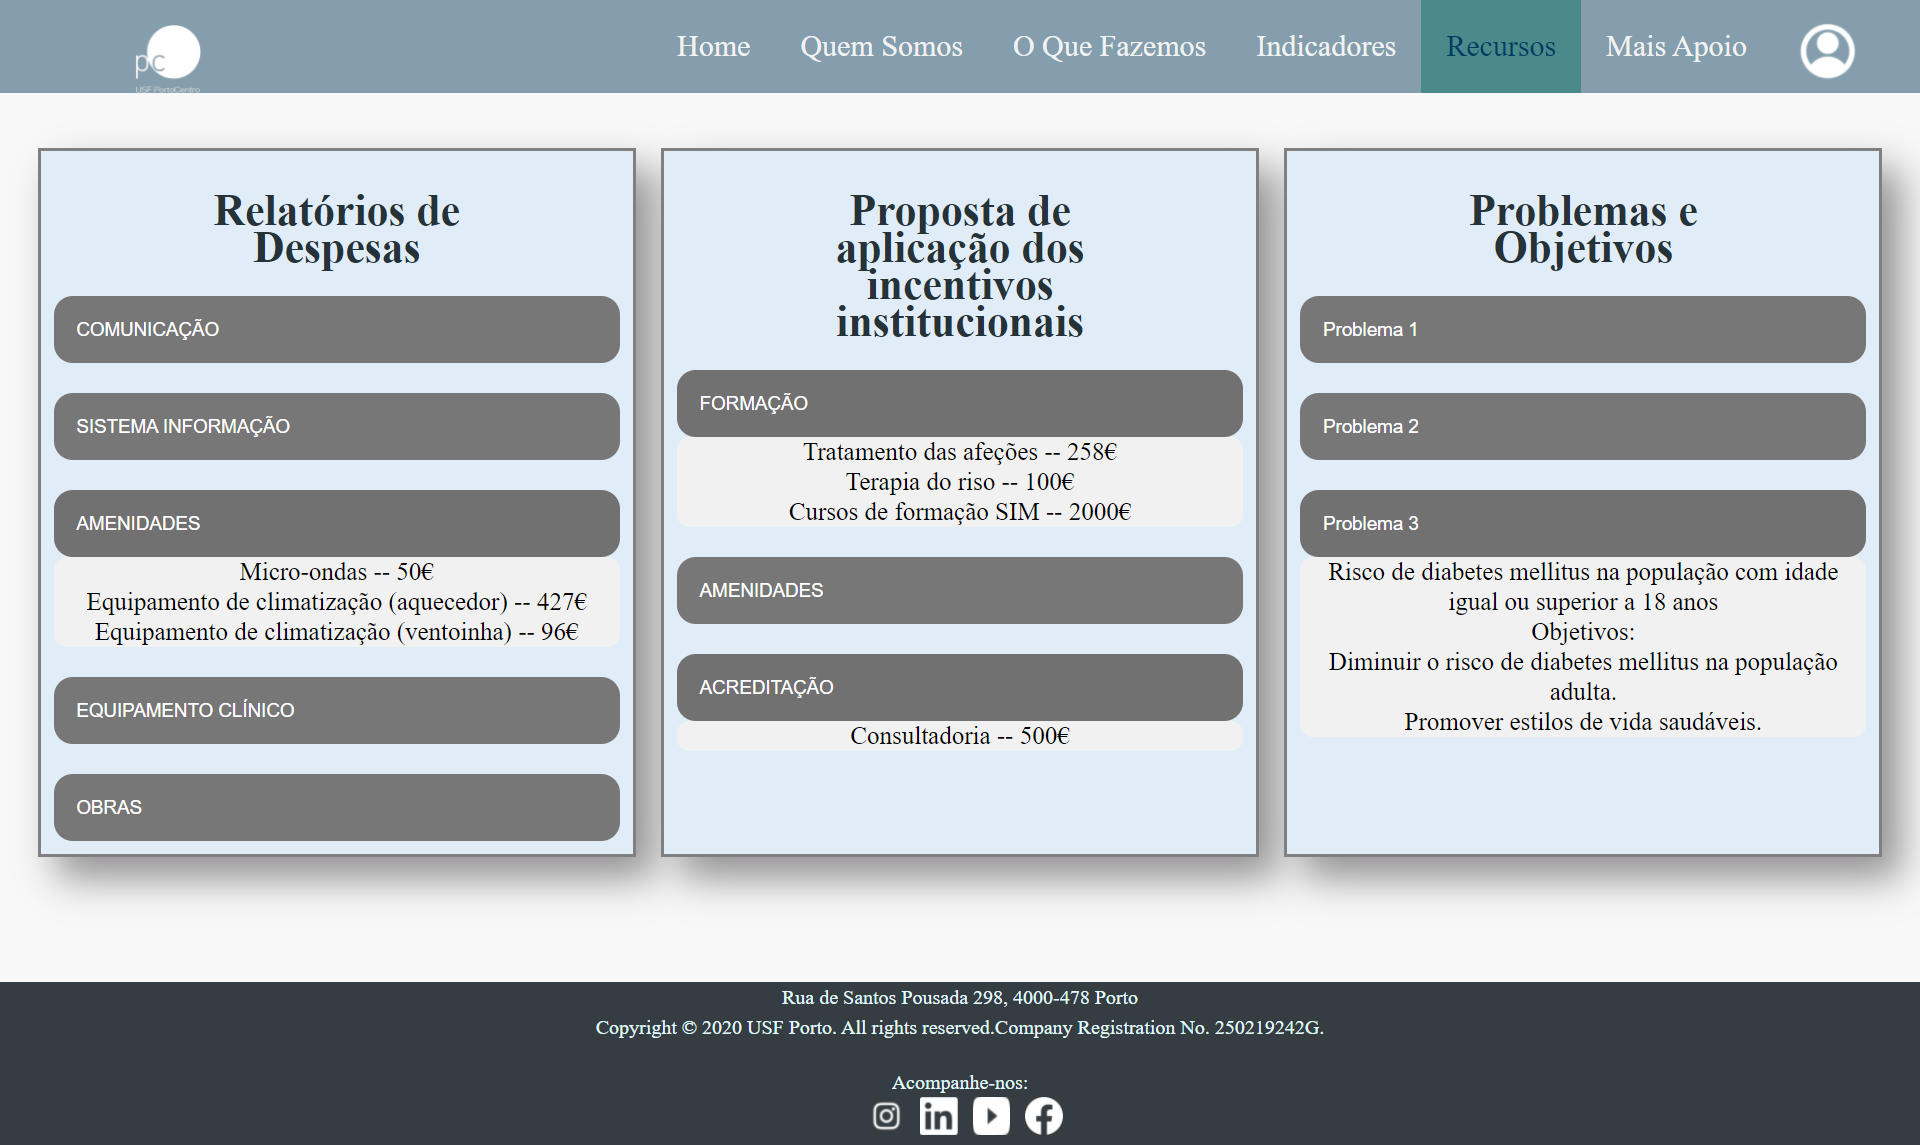 pc
USF PortoCentro
Home
Quem Somos
O Que Fazemos
Indicadores
Recursos
Mais Apoio
Relatórios de
Despesas
COMUNICAÇÃO
SISTEMA INFORMAÇÃO
AMENIDADES
Micro-ondas -- 50€
Equipamento de climatização (aquecedor) -- 427€
Equipamento de climatização (ventoinha) -- 96€
EQUIPAMENTO CLÍNICO
OBRAS
Proposta de
aplicação dos
incentivos
institucionais
FORMAÇÃO
Tratamento das afeções -- 258€
Terapia do riso -- 100€
Cursos de formação SIM -- 2000€
AMENIDADES
ACREDITAÇÃO
Consultadoria -- 500€
Problemas e
Objetivos
Problema 1
Problema 2
Problema 3
Risco de diabetes mellitus na população com idade
igual ou superior a 18 anos
Objetivos:
Diminuir o risco de diabetes mellitus na população
adulta.
Promover estilos de vida saudáveis.
Rua de Santos Pousada 298, 4000-478 Porto
Copyright © 2020 USF Porto. All rights reserved.Company Registration No. 250219242G.
Acompanhe-nos: